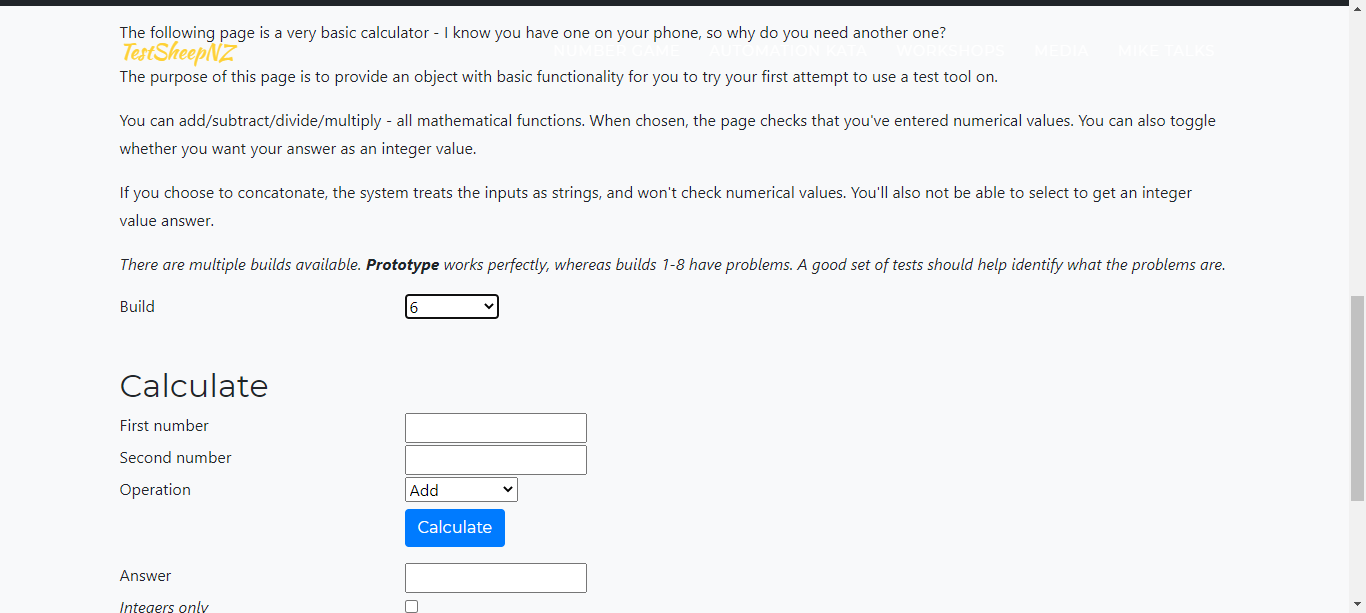 The following page is a very basic calculator - I know you have one on your phone, so why do you need another one?
TestSheepNZ
NUMBER GAME
MEDIA
MIKE TALKS
The purpose of this page is to provide an object with basic functionality for you to try your first attempt to use a test tool on.
You can add/subtract/divide/multiply - all mathematical functions. When chosen, the page checks that you've entered numerical values. You can also toggle
whether you want your answer as an integer value.
If you choose to concatonate, the system treats the inputs as strings, and won't check numerical values. You'll also not be able to select to get an integer
value answer.
There are multiple builds available. Prototype works perfectly, whereas builds 1-8 have problems. A good set of tests should help identify what the problems are.
Build 6
Calculate
First number
Second number
Operation Add
Calculate
Answer
Integers only